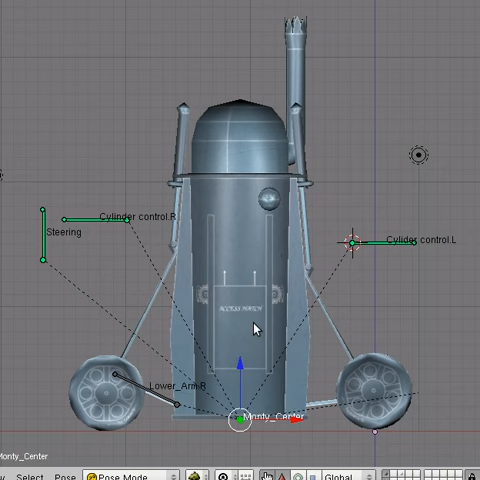 Cylinder control.R
Steering
Cylider control.L
Lower_Arm.R
Monty_Center
Monty_Center
Select Pose Pose Mode Global